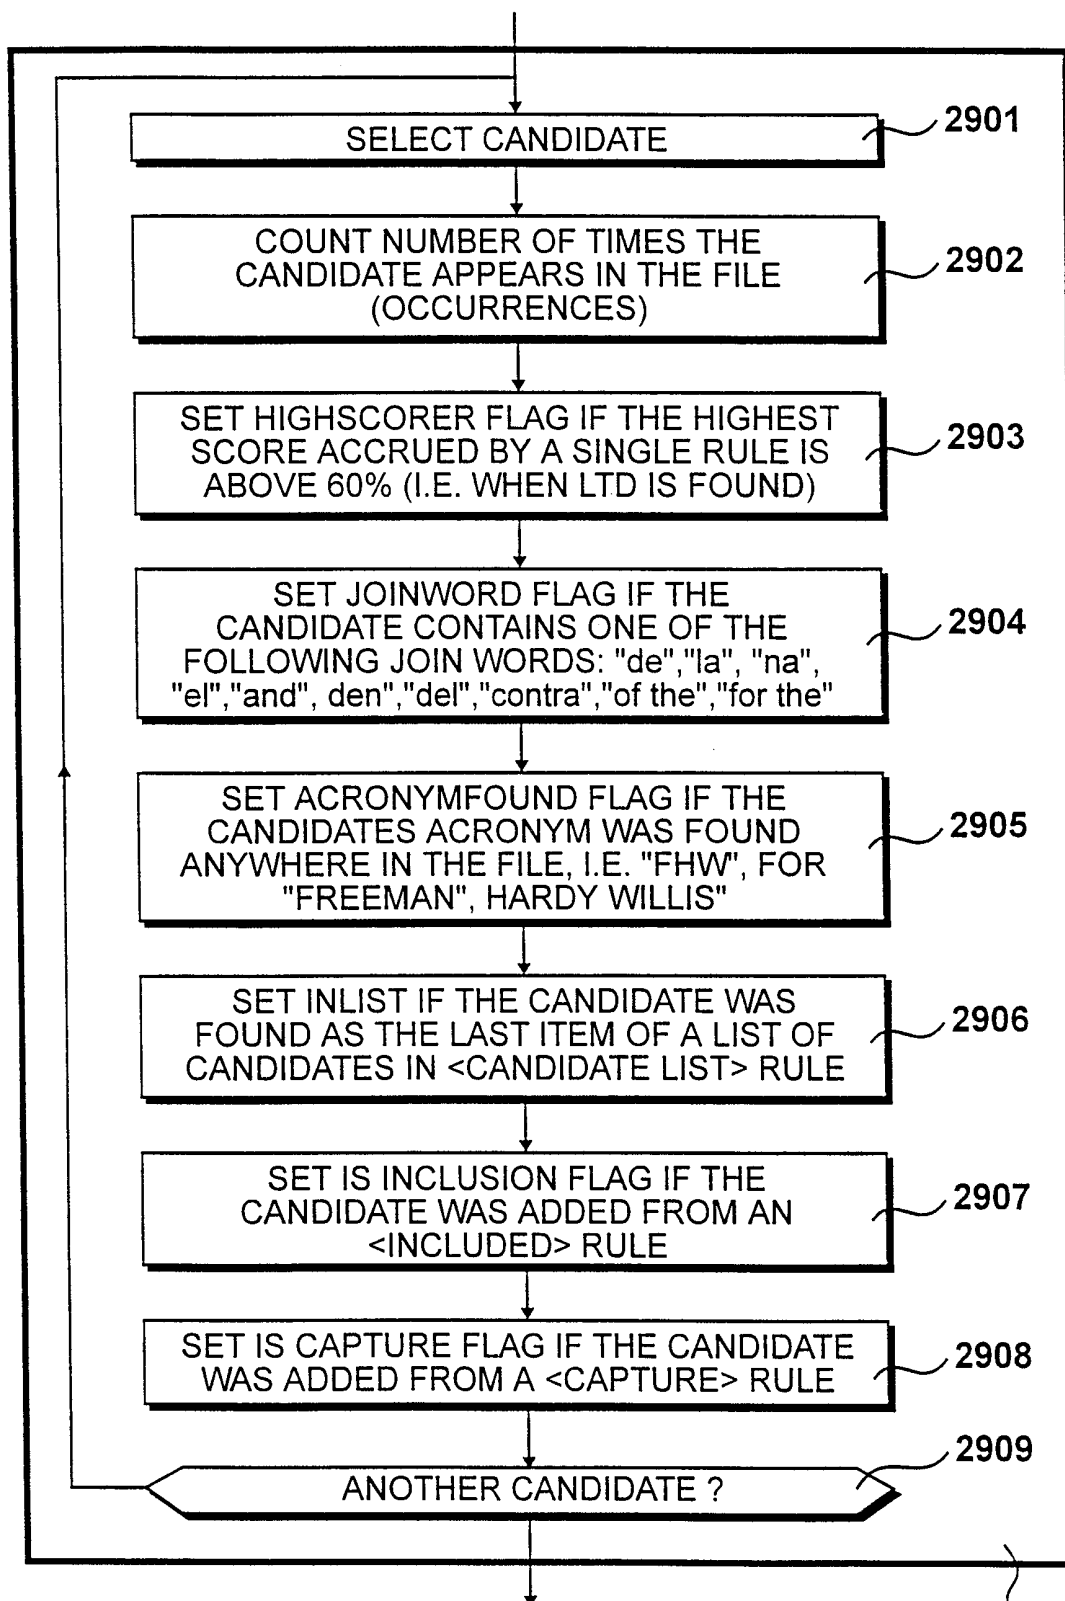 SELECT CANDIDATE
2901
COUNT NUMBER OF TIMES THE
CANDIDATE APPEARS IN THE FILE
(OCCURRENCES)
2902
SET HIGHSCORER FLAG IF THE HIGHEST
SCORE ACCRUED BY A SINGLE RULE IS
ABOVE 60% (I.E. WHEN LTD IS FOUND)
2903
SET JOINWORD FLAG IF THE
CANDIDATE CONTAINS ONE OF THE
FOLLOWING JOIN WORDS: "de","la", "na",
"el","and", den","del","contra","of the","for the"
2904
SET ACRONYMFOUND FLAG IF THE
CANDIDATES ACRONYM WAS FOUND
ANYWHERE IN THE FILE, I.E. "FHW", FOR
"FREEMAN", HARDY WILLIS"
2905
SET INLIST IF THE CANDIDATE WAS
FOUND AS THE LAST ITEM OF A LIST OF
CANDIDATES IN <CANDIDATE LIST> RULE
2906
SET IS INCLUSION FLAG IF THE
CANDIDATE WAS ADDED FROM AN
<INCLUDED> RULE
2907
SET IS CAPTURE FLAG IF THE CANDIDATE
WAS ADDED FROM A <CAPTURE> RULE
2908
ANOTHER CANDIDATE ?
2909